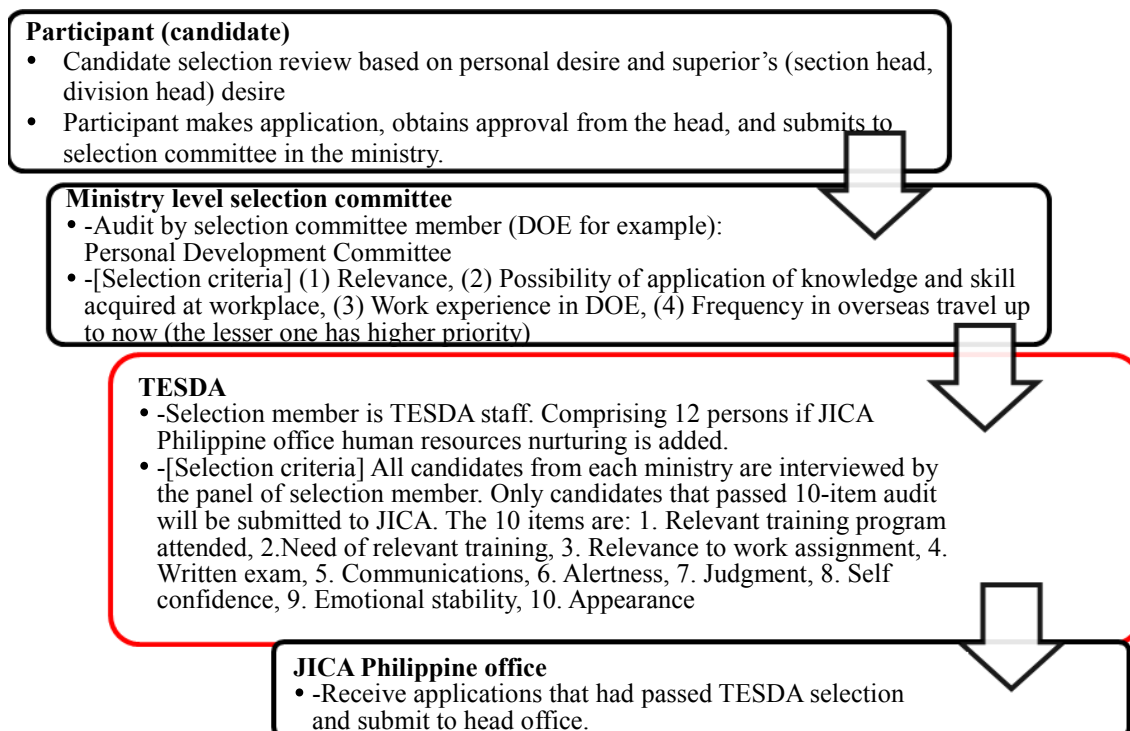 Participant (candidate)
• Candidate selection review based on personal desire and superior’s (section head,
division head) desire
• Participant makes application, obtains approval from the head, and submits to
selection committee in the ministry.
Ministry level selection committee
• -Audit by selection committee member (DOE for example):
Personal Development Committee
• -[Selection criteria] (1) Relevance, (2) Possibility of application of knowledge and skill
acquired at workplace, (3) Work experience in DOE, (4) Frequency in overseas travel up
to now (the lesser one has higher priority)
TESDA
• -Selection member is TESDA staff. Comprising 12 persons if JICA
Philippine office human resources nurturing is added.
• -[Selection criteria] All candidates from each ministry are interviewed by
the panel of selection member. Only candidates that passed 10-item audit
will be submitted to JICA. The 10 items are: 1. Relevant training program
attended, 2.Need of relevant training, 3. Relevance to work assignment, 4.
Written exam, 5. Communications, 6. Alertness, 7. Judgment, 8. Self
confidence, 9. Emotional stability, 10. Appearance
JICA Philippine office
• -Receive applications that had passed TESDA selection
and submit to head office.